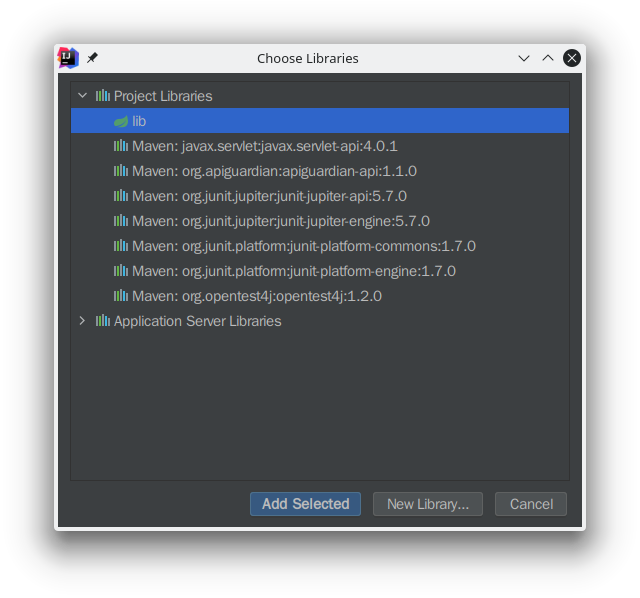 Choose Libraries
Project Libraries
lib
Maven: javax.servlet:javax.servlet-api:4.0.1
Maven: org.apiguardian:apiguardian-api:1.1.0
Maven: org.junit.jupiter:junit-jupiter-api:5.7.0
Maven: org.junit.jupiter:junit-jupiter-engine:5.7.0
Maven: org.junit.platform:junit-platform-commons:1.7.0
Maven: org.junit.platform:junit-platform-engine:1.7.0
Maven: org.opentest4j:opentest4j:1.2.0
Application Server Libraries
Add Selected New Library... Cancel